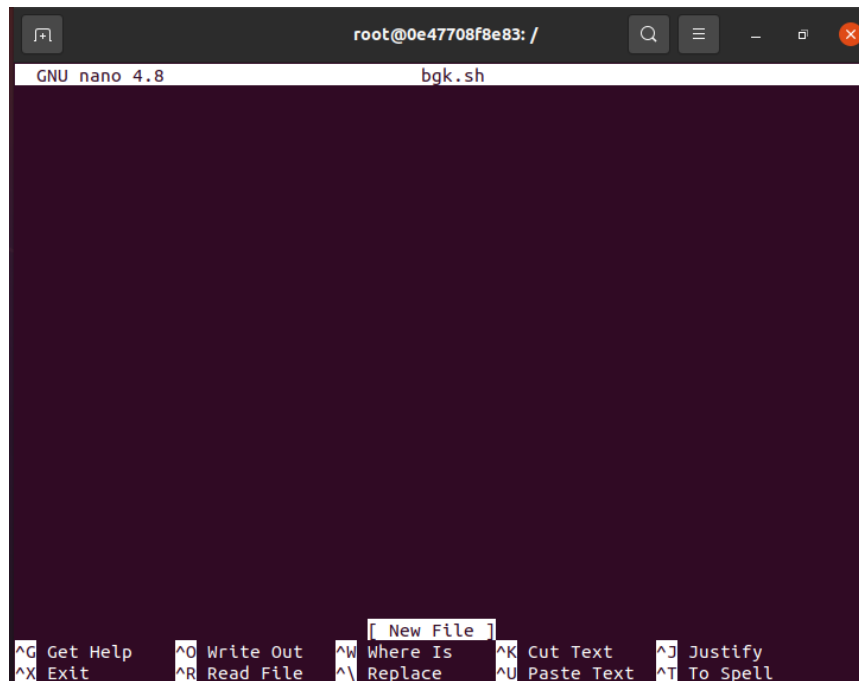 root@0e47708f8e83: /
GNU nano 4.8 bgk.sh
[ New File ]
^G Get Help ^O Write Out ^W Where Is ^K Cut Text ^J Justify
^X Exit ^R Read File ^\ Replace ^U Paste Text ^T To Spell